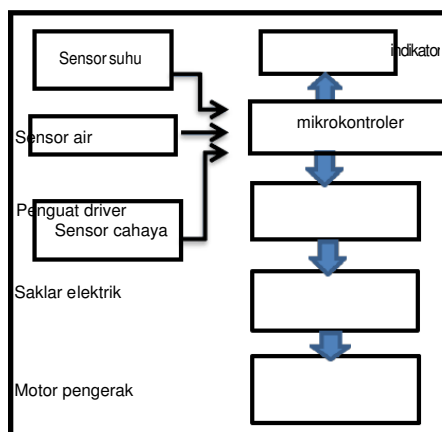 Sensor suhu
indikator
mikrokontroler
Sensor air
Penguat driver
Sensor cahaya
Saklar elektrik
Motor pengerak